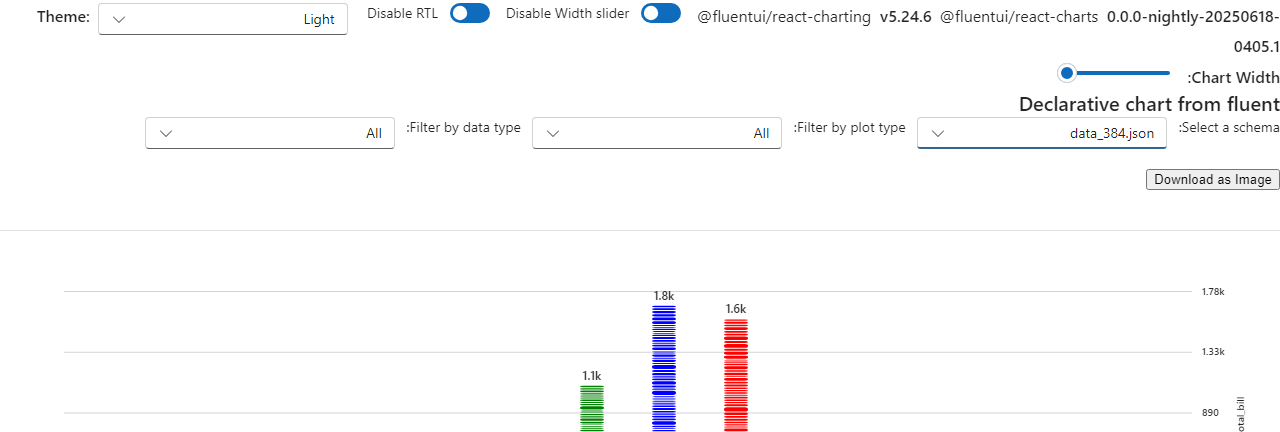 Theme:
Light
Disable RTL
Disable Width slider
@fluentui/react-charting v5.24.6 @fluentui/react-charts 0.0.0-nightly-20250618-
0405.1
:Chart Width
Declarative chart from fluent
:Select a schema
data_384.json
:Filter by plot type
All
:Filter by data type
All
Download as Image
1.78k
1.8k
1.6k
1.33k
1.1k
890
otal_bill